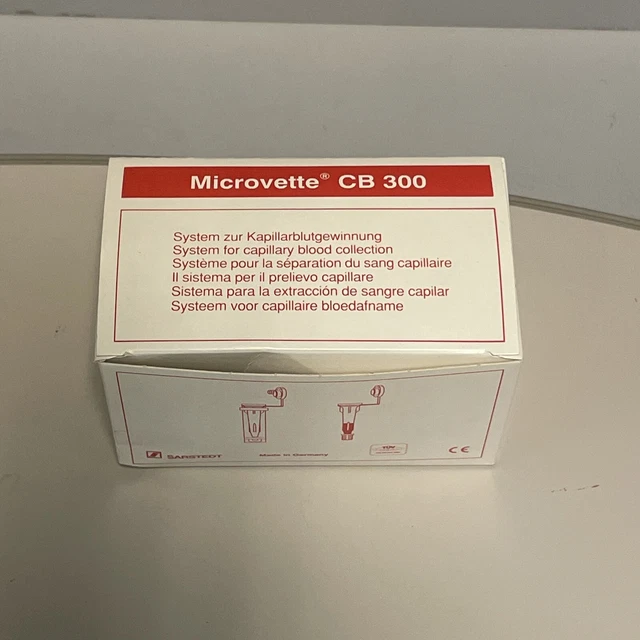 Microvette® CB 300
System zur Kapillarblutgewinnung
System for capillary blood collection
Système pour la séparation du sang capillaire
Il sistema per il prelievo capillare
Sistema para la extracción de sangre capilar
Systeem voor capillaire bloedafname
SARSTEDT
Made in Germany
CE